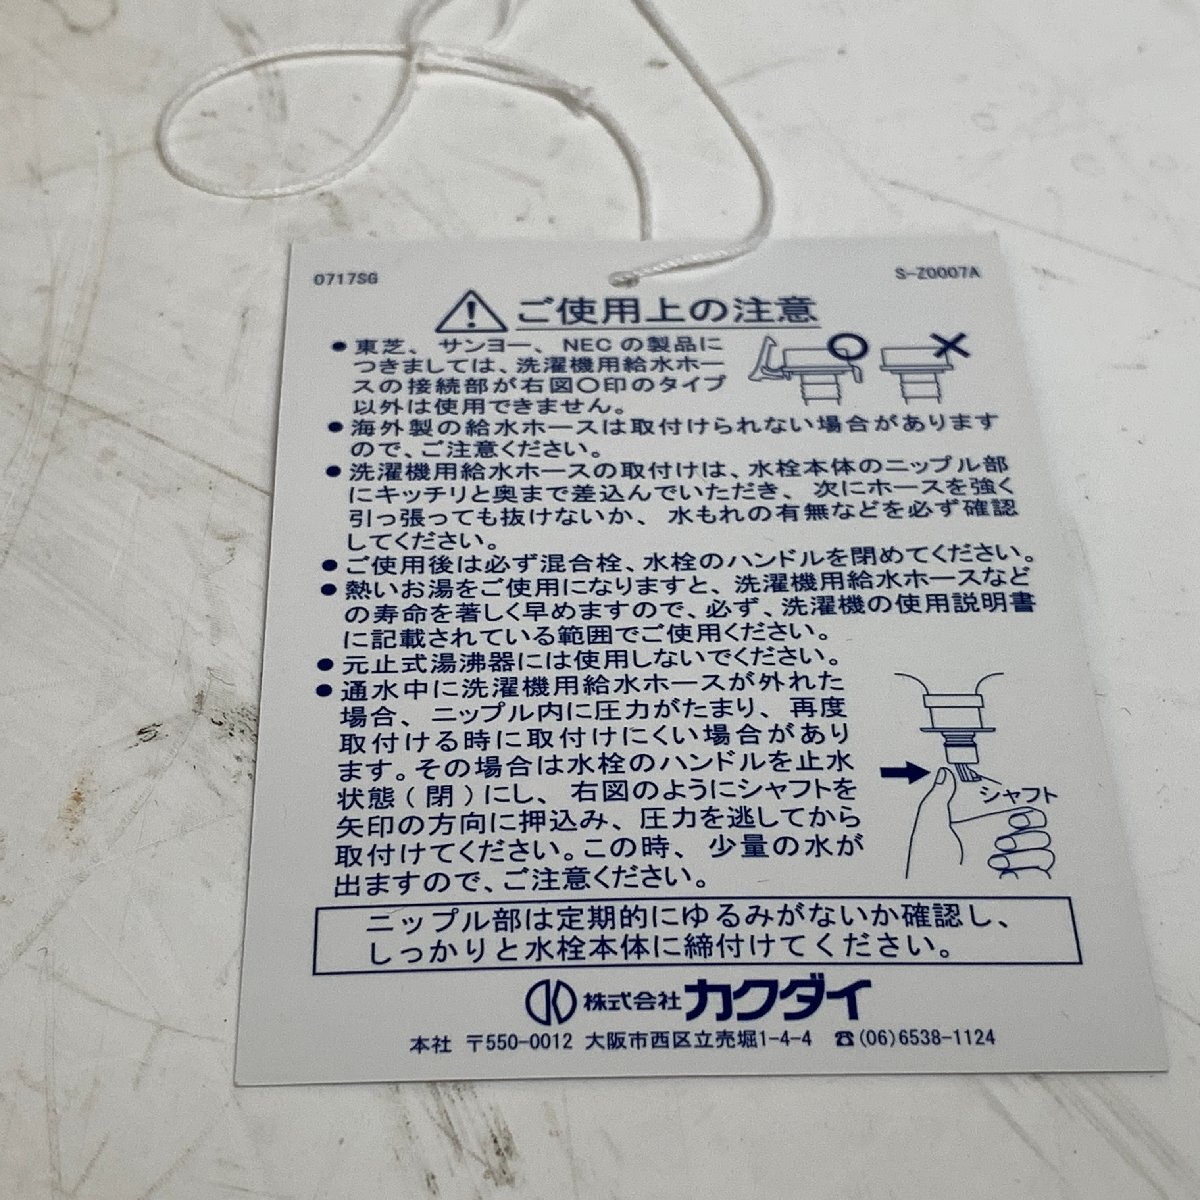 0717SG
S-Z0007A
ご使用上の注意
●東芝、サンヨー、NECの製品に
つきましては、洗濯機用給水ホー
スの接続部が右図〇印のタイプ
以外は使用できません。
●海外製の給水ホースは取付けられない場合があります
ので、ご注意ください。
●洗濯機用給水ホースの取付けは、水栓本体のニップル部
にキッチリと奥まで差込んでいただき、次にホースを強く
引っ張っても抜けないか、水もれの有無などを必ず確認
してください。
●ご使用後は必ず混合栓、水栓のハンドルを閉めてください。
●熱いお湯をご使用になりますと、洗濯機用給水ホースなど
の寿命を著しく早めますので、必ず、洗濯機の使用説明書
に記載されている範囲でご使用ください。
●元止式湯沸器には使用しないでください。
●通水中に洗濯機用給水ホースが外れた
場合、ニップル内に圧力がたまり、再度
取付ける時に取付けにくい場合があり
ます。その場合は水栓のハンドルを止水
状態(閉)にし、右図のようにシャフトを
矢印の方向に押込み、圧力を逃してから
取付けてください。この時、少量の水が
出ますので、ご注意ください。
シャフト
ニップル部は定期的にゆるみがないか確認し、
しっかりと水栓本体に締付けてください。
株式会社カクダイ
本社 〒550-0012 大阪市西区立売堀1-4-4 ☎(06)6538-1124